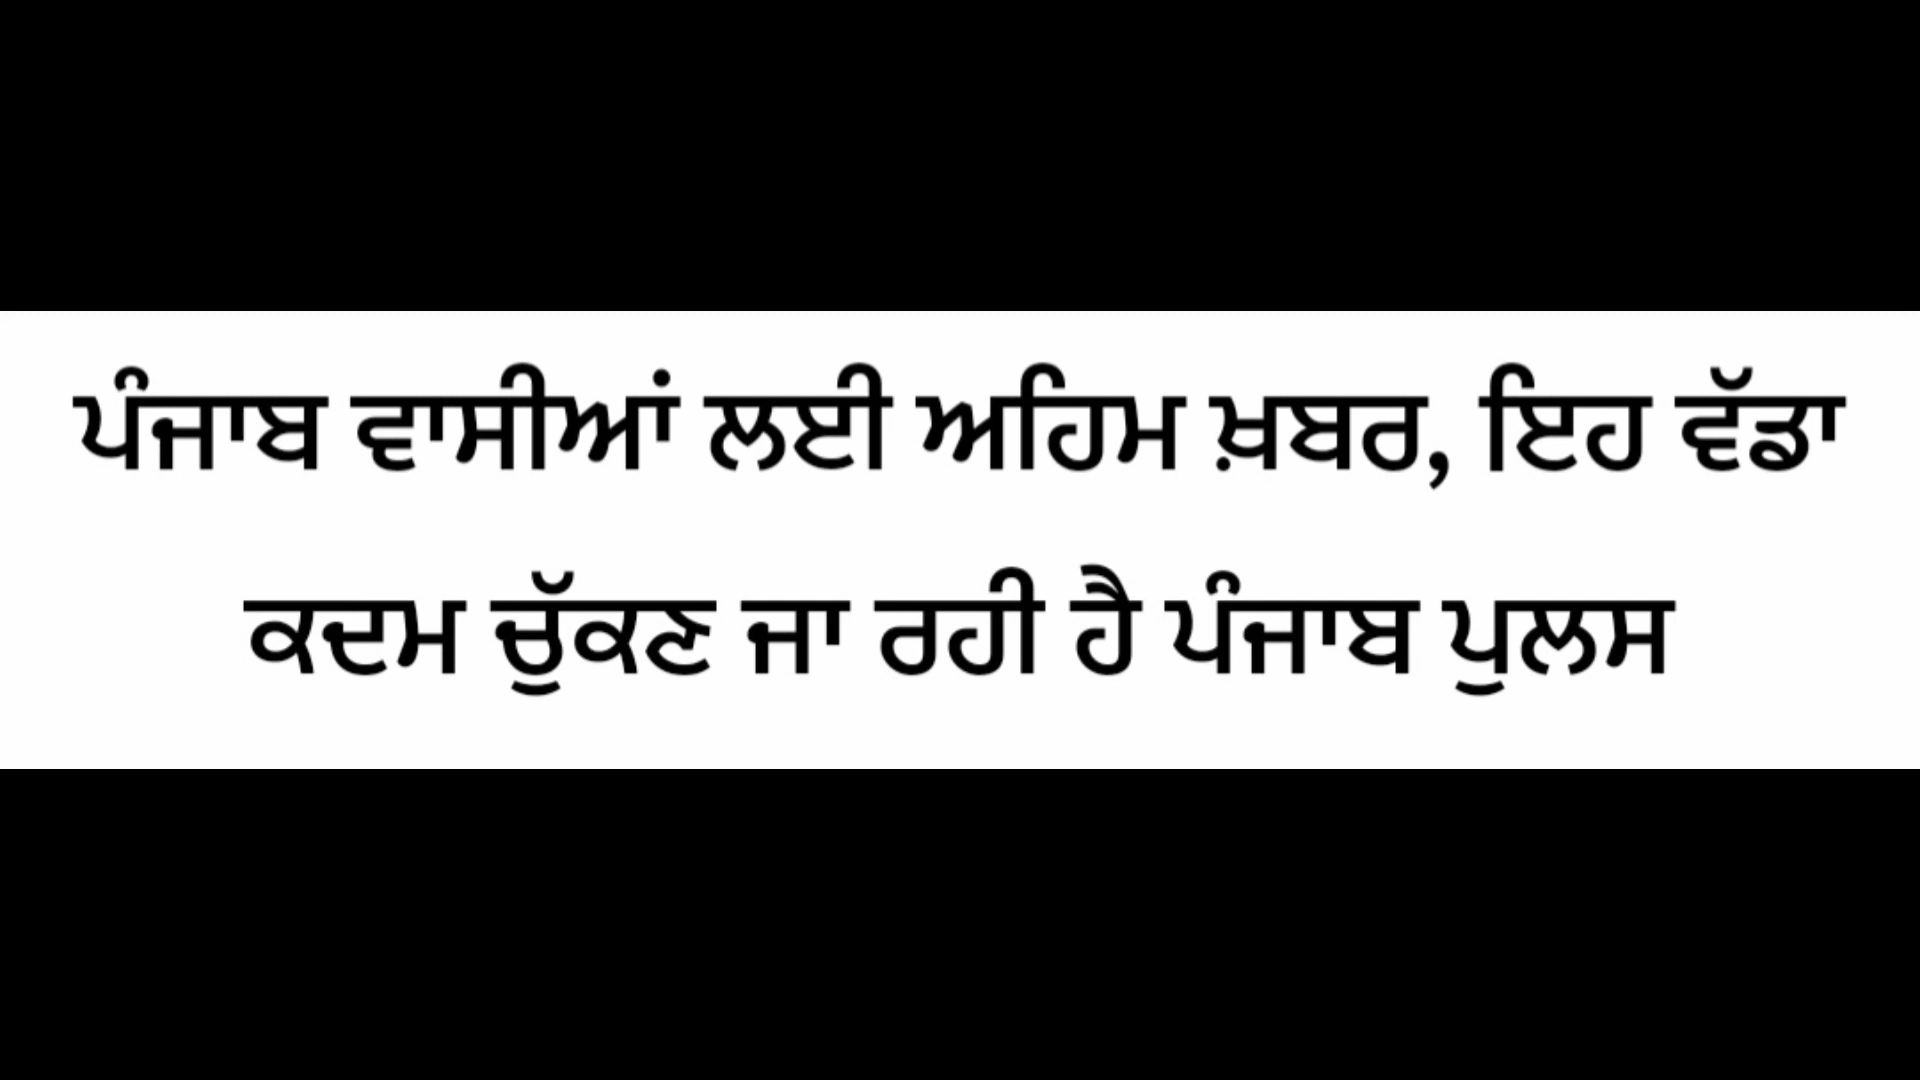 ਪੰਜਾਬ ਵਾਸੀਆਂ ਲਈ ਅਹਿਮ ਖ਼ਬਰ, ਇਹ ਵੱਡਾ
ਕਦਮ ਚੁੱਕਣ ਜਾ ਰਹੀ ਹੈ ਪੰਜਾਬ ਪੁਲਸ